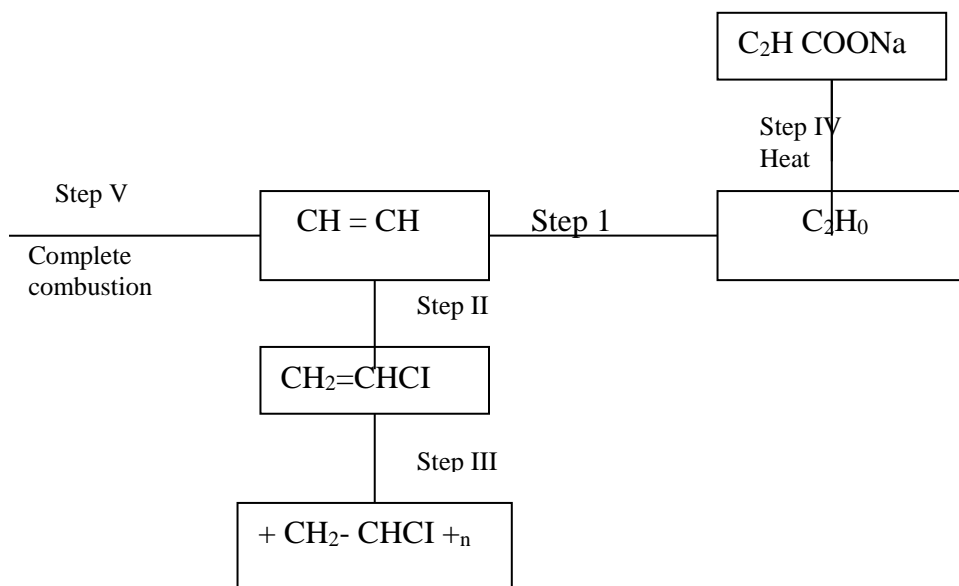 C₂H COONa
Step IV
Heat
Step V
CH = CH
Step 1
C₂H₀
Complete
combustion
Step II
CH₂=CHCI
Step III
+ CH₂- CHCI +ₙ